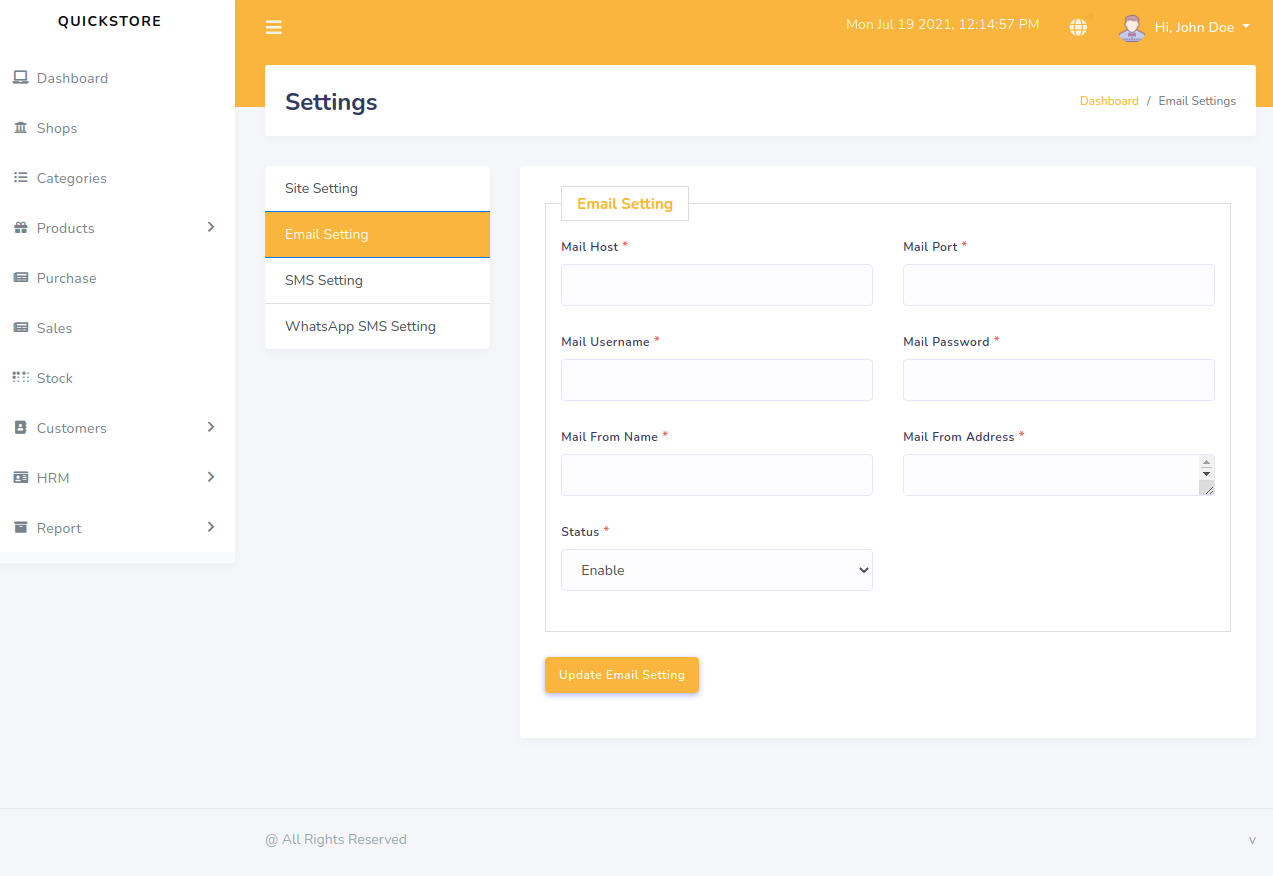 QUICKSTORE
Mon Jul 19 2021, 12:14:57 PM
Hi, John Doe
Dashboard
Shops
Categories
Products
Purchase
Sales
Stock
Customers
HRM
Report
Settings
Dashboard / Email Settings
Site Setting
Email Setting
SMS Setting
WhatsApp SMS Setting
Email Setting
Mail Host *
Mail Port *
Mail Username *
Mail Password *
Mail From Name *
Mail From Address *
Status *
Enable
Update Email Setting
@ All Rights Reserved
v